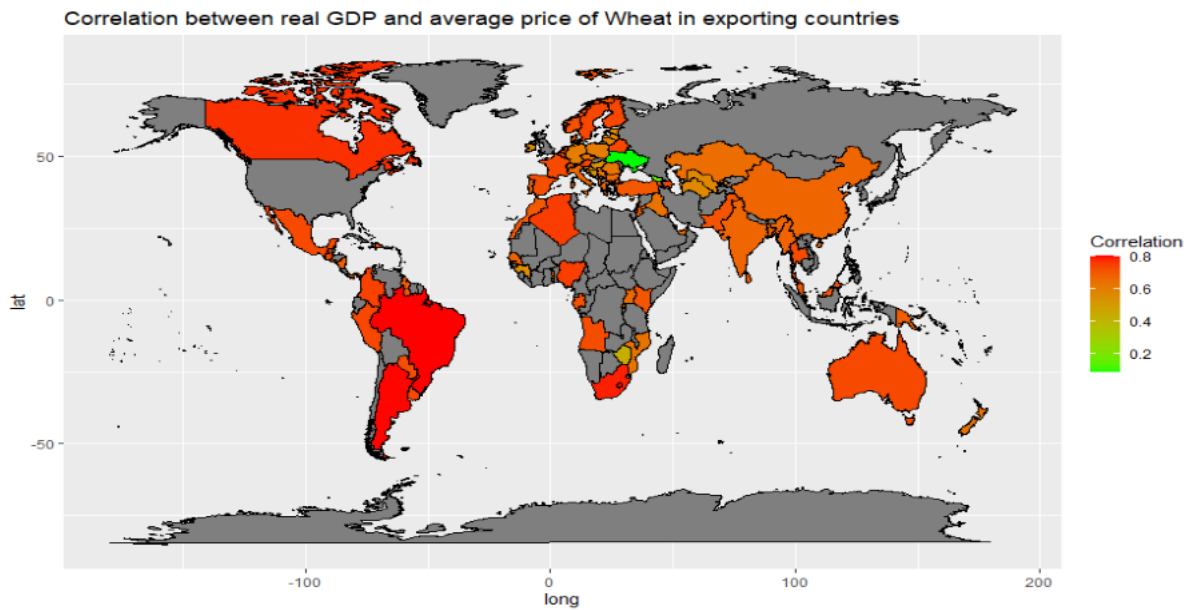 Correlation between real GDP and average price of Wheat in exporting countries
50
0
-50
lat
-100
0
100
200
long
Correlation
0.8
0.6
0.4
0.2